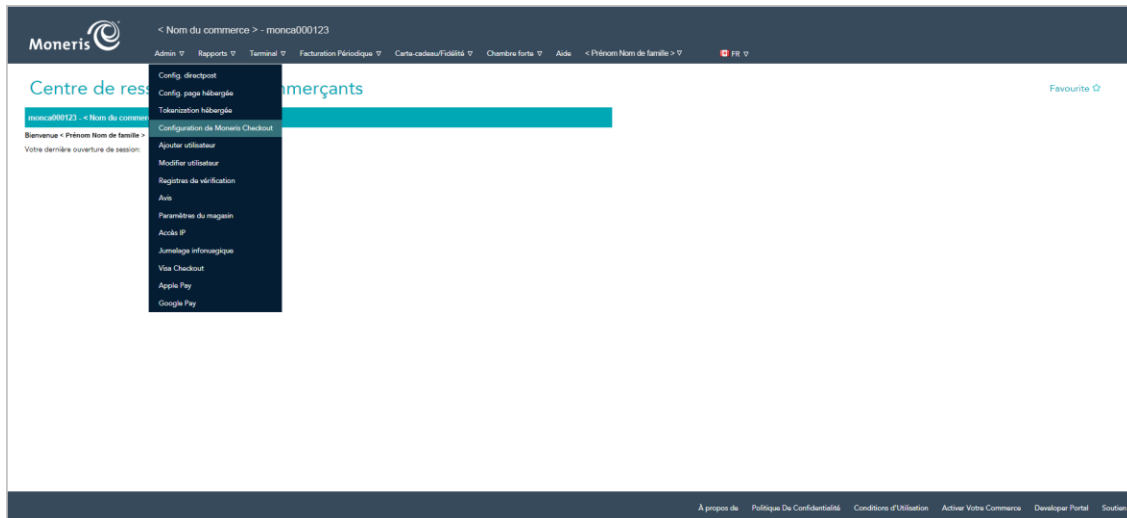 Moneris
< Nom du commerce > - monca000123
Admin ▽ Rapports ▽ Terminal ▽ Facturation Périodique ▽ Carte-cadeau/Fidélité ▽ Chambre forte ▽ Aide < Prénom Nom de famille > ▽ FR ▽
Centre de ress
merçants
Favourite ☆
monca000123 - < Nom du commer
Bienvenue < Prénom Nom de famille >
Votre dernière ouverture de session:
Config. directpost
Config. page hébergée
Tokenization hébergée
Configuration de Moneris Checkout
Ajouter utilisateur
Modifier utilisateur
Registres de vérification
Avis
Paramètres du magasin
Accès IP
Jumelage infonuagique
Visa Checkout
Apple Pay
Google Pay
À propos de Politique De Confidentialité Conditions d'Utilisation Activer Votre Commerce Developer Portal Soutien